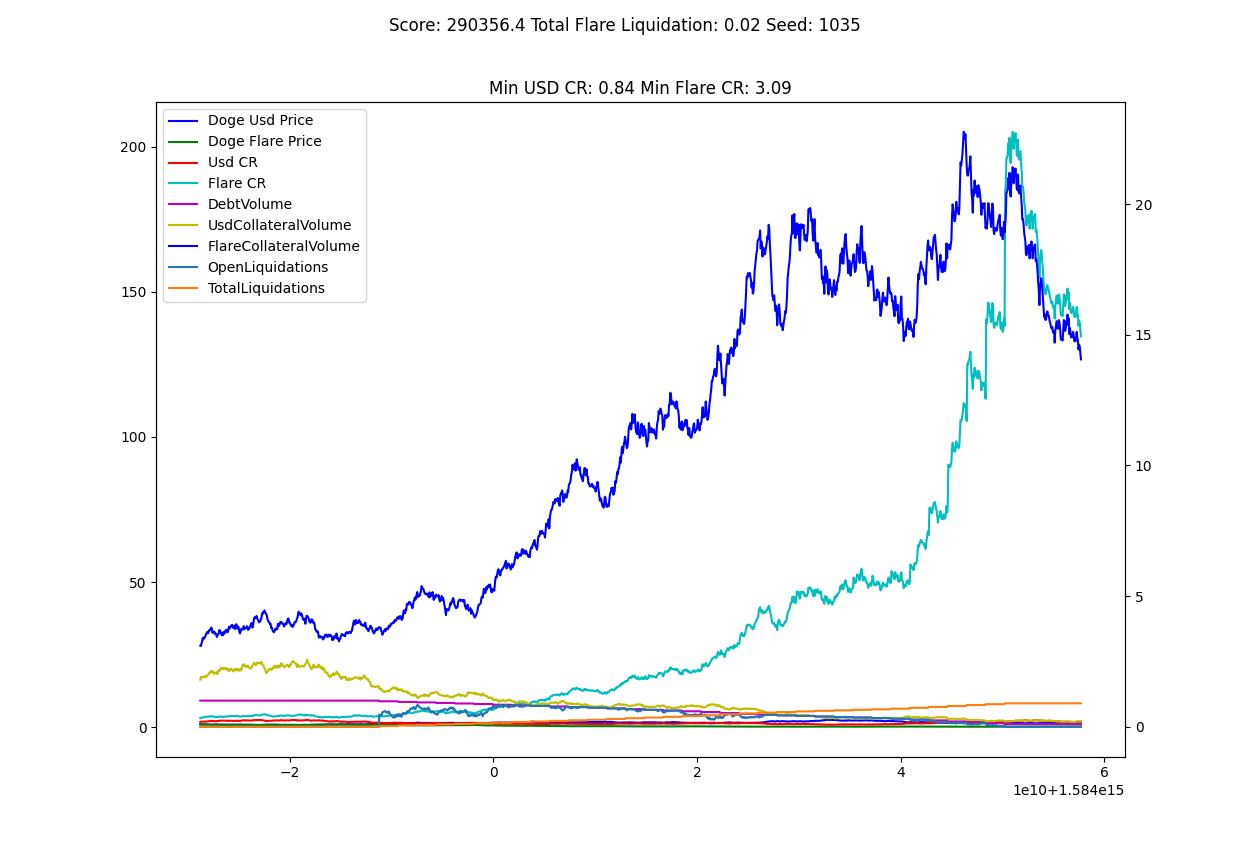 Score: 290356.4 Total Flare Liquidation: 0.02 Seed: 1035
Min USD CR: 0.84 Min Flare CR: 3.09
Doge Usd Price
Doge Flare Price
Usd CR
Flare CR
DebtVolume
UsdCollateralVolume
FlareCollateralVolume
OpenLiquidations
TotalLiquidations
200
150
100
50
0
20
15
10
5
0
−2
0
2
4
6
1e10+1.584e15